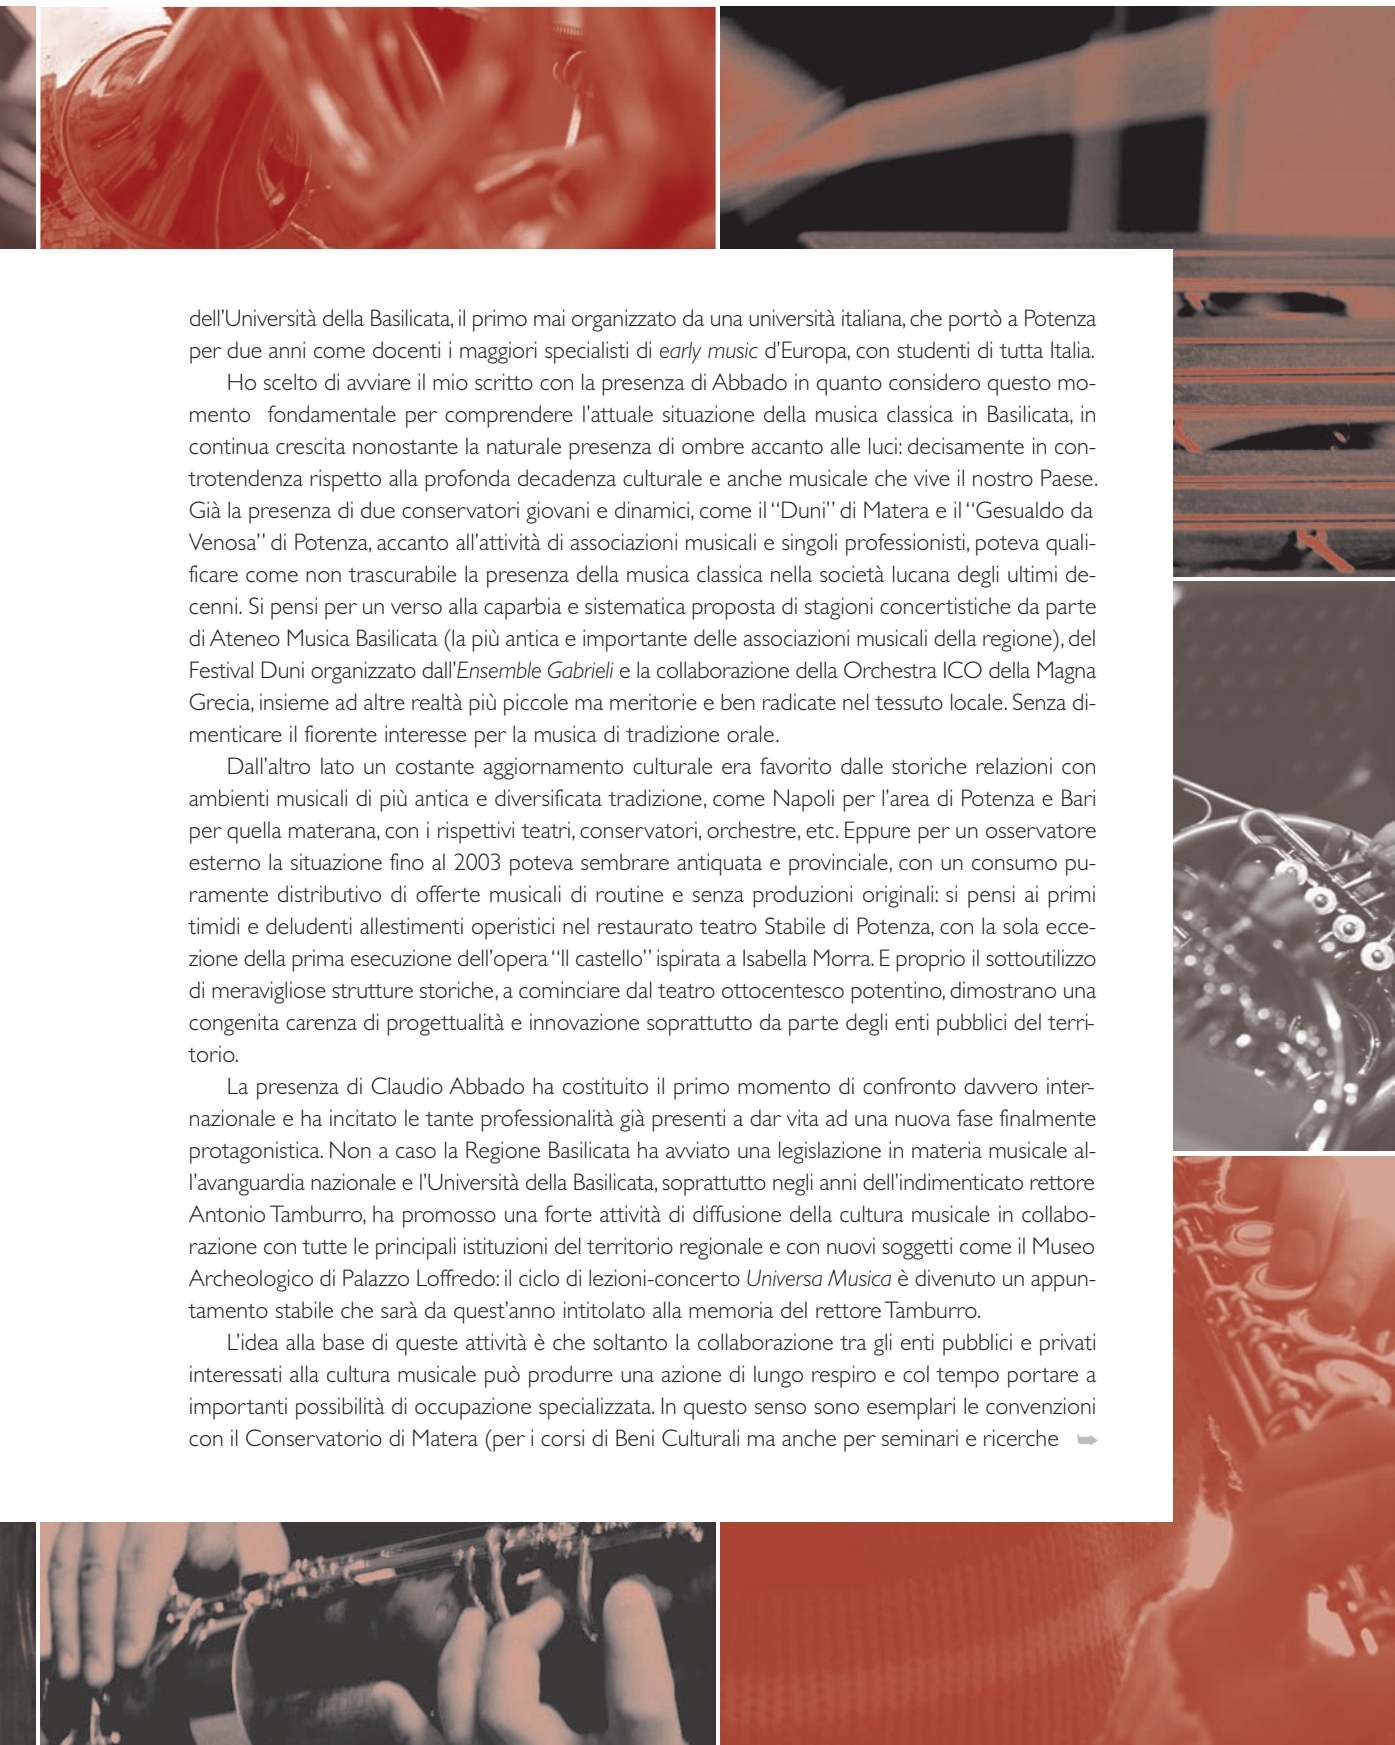 dell'Università della Basilicata, il primo mai organizzato da una università italiana, che portò a Potenza
per due anni come docenti i maggiori specialisti di early music d'Europa, con studenti di tutta Italia.
Ho scelto di avviare il mio scritto con la presenza di Abbado in quanto considero questo mo-
mento fondamentale per comprendere l'attuale situazione della musica classica in Basilicata, in
continua crescita nonostante la naturale presenza di ombre accanto alle luci: decisamente in con-
trotendenza rispetto alla profonda decadenza culturale e anche musicale che vive il nostro Paese.
Già la presenza di due conservatori giovani e dinamici, come il “Duni” di Matera e il “Gesualdo da
Venosa” di Potenza, accanto all'attività di associazioni musicali e singoli professionisti, poteva quali-
ficare come non trascurabile la presenza della musica classica nella società lucana degli ultimi de-
cenni. Si pensi per un verso alla caparbia e sistematica proposta di stagioni concertistiche da parte
di Ateneo Musica Basilicata (la più antica e importante delle associazioni musicali della regione), del
Festival Duni organizzato dall'Ensemble Gabrieli e la collaborazione della Orchestra ICO della Magna
Grecia, insieme ad altre realtà più piccole ma meritorie e ben radicate nel tessuto locale. Senza di-
menticare il fiorente interesse per la musica di tradizione orale.
Dall'altro lato un costante aggiornamento culturale era favorito dalle storiche relazioni con
ambienti musicali di più antica e diversificata tradizione, come Napoli per l'area di Potenza e Bari
per quella materana, con i rispettivi teatri, conservatori, orchestre, etc. Eppure per un osservatore
esterno la situazione fino al 2003 poteva sembrare antiquata e provinciale, con un consumo pu-
ramente distributivo di offerte musicali di routine e senza produzioni originali: si pensi ai primi
timidi e deludenti allestimenti operistici nel restaurato teatro Stabile di Potenza, con la sola ecce-
zione della prima esecuzione dell'opera “Il castello” ispirata a Isabella Morra. E proprio il sottoutilizzo
di meravigliose strutture storiche, a cominciare dal teatro ottocentesco potentino, dimostrano una
congenita carenza di progettualità e innovazione soprattutto da parte degli enti pubblici del terri-
torio.
La presenza di Claudio Abbado ha costituito il primo momento di confronto davvero inter-
nazionale e ha incitato le tante professionalità già presenti a dar vita ad una nuova fase finalmente
protagonistica. Non a caso la Regione Basilicata ha avviato una legislazione in materia musicale al-
l'avanguardia nazionale e l'Università della Basilicata, soprattutto negli anni dell'indimenticato rettore
Antonio Tamburro, ha promosso una forte attività di diffusione della cultura musicale in collabo-
razione con tutte le principali istituzioni del territorio regionale e con nuovi soggetti come il Museo
Archeologico di Palazzo Loffredo: il ciclo di lezioni-concerto Universa Musica è divenuto un appun-
tamento stabile che sarà da quest'anno intitolato alla memoria del rettore Tamburro.
L'idea alla base di queste attività è che soltanto la collaborazione tra gli enti pubblici e privati
interessati alla cultura musicale può produrre una azione di lungo respiro e col tempo portare a
importanti possibilità di occupazione specializzata. In questo senso sono esemplari le convenzioni
con il Conservatorio di Matera (per i corsi di Beni Culturali ma anche per seminari e ricerche ➥